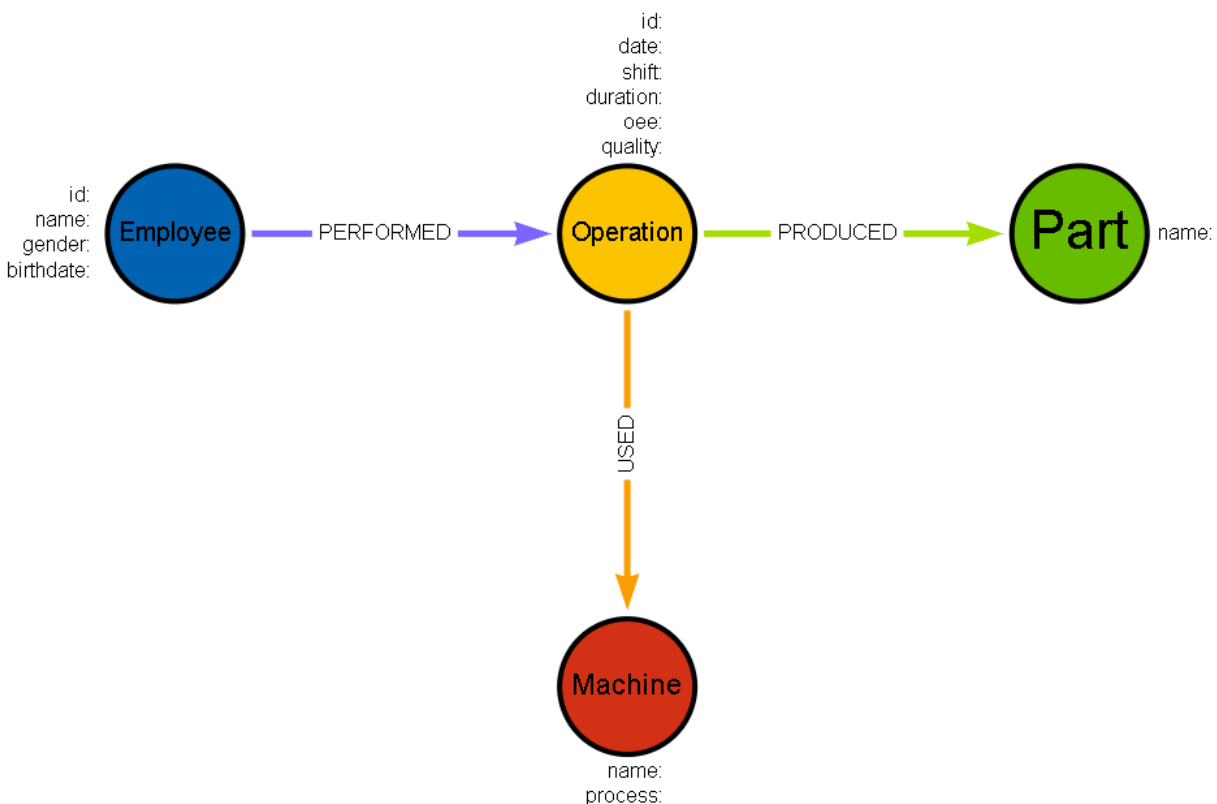 id:
date:
shift:
duration:
oee:
quality:
id:
name:
gender:
birthdate:
Employee
PERFORMED
Operation
PRODUCED
Part
name:
USED
Machine
name:
process: